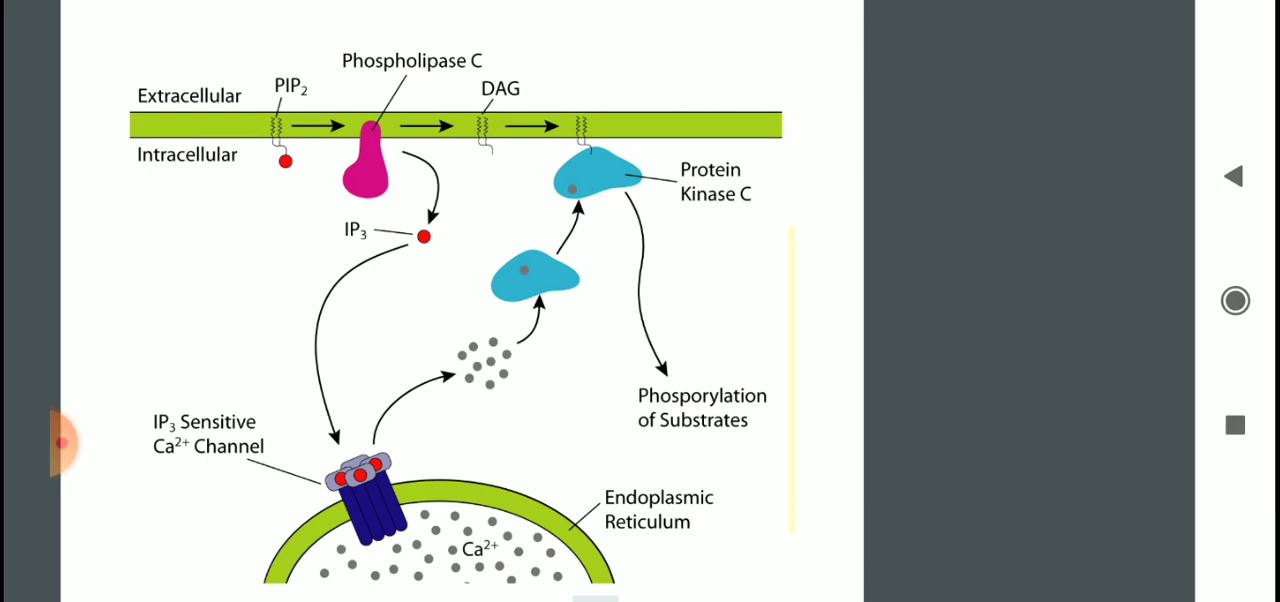 Phospholipase C
PIP₂
DAG
Extracellular
Intracellular
Protein
Kinase C
IP₃
Phosporylation
of Substrates
IP₃ Sensitive
Ca²⁺ Channel
Endoplasmic
Reticulum
Ca²⁺